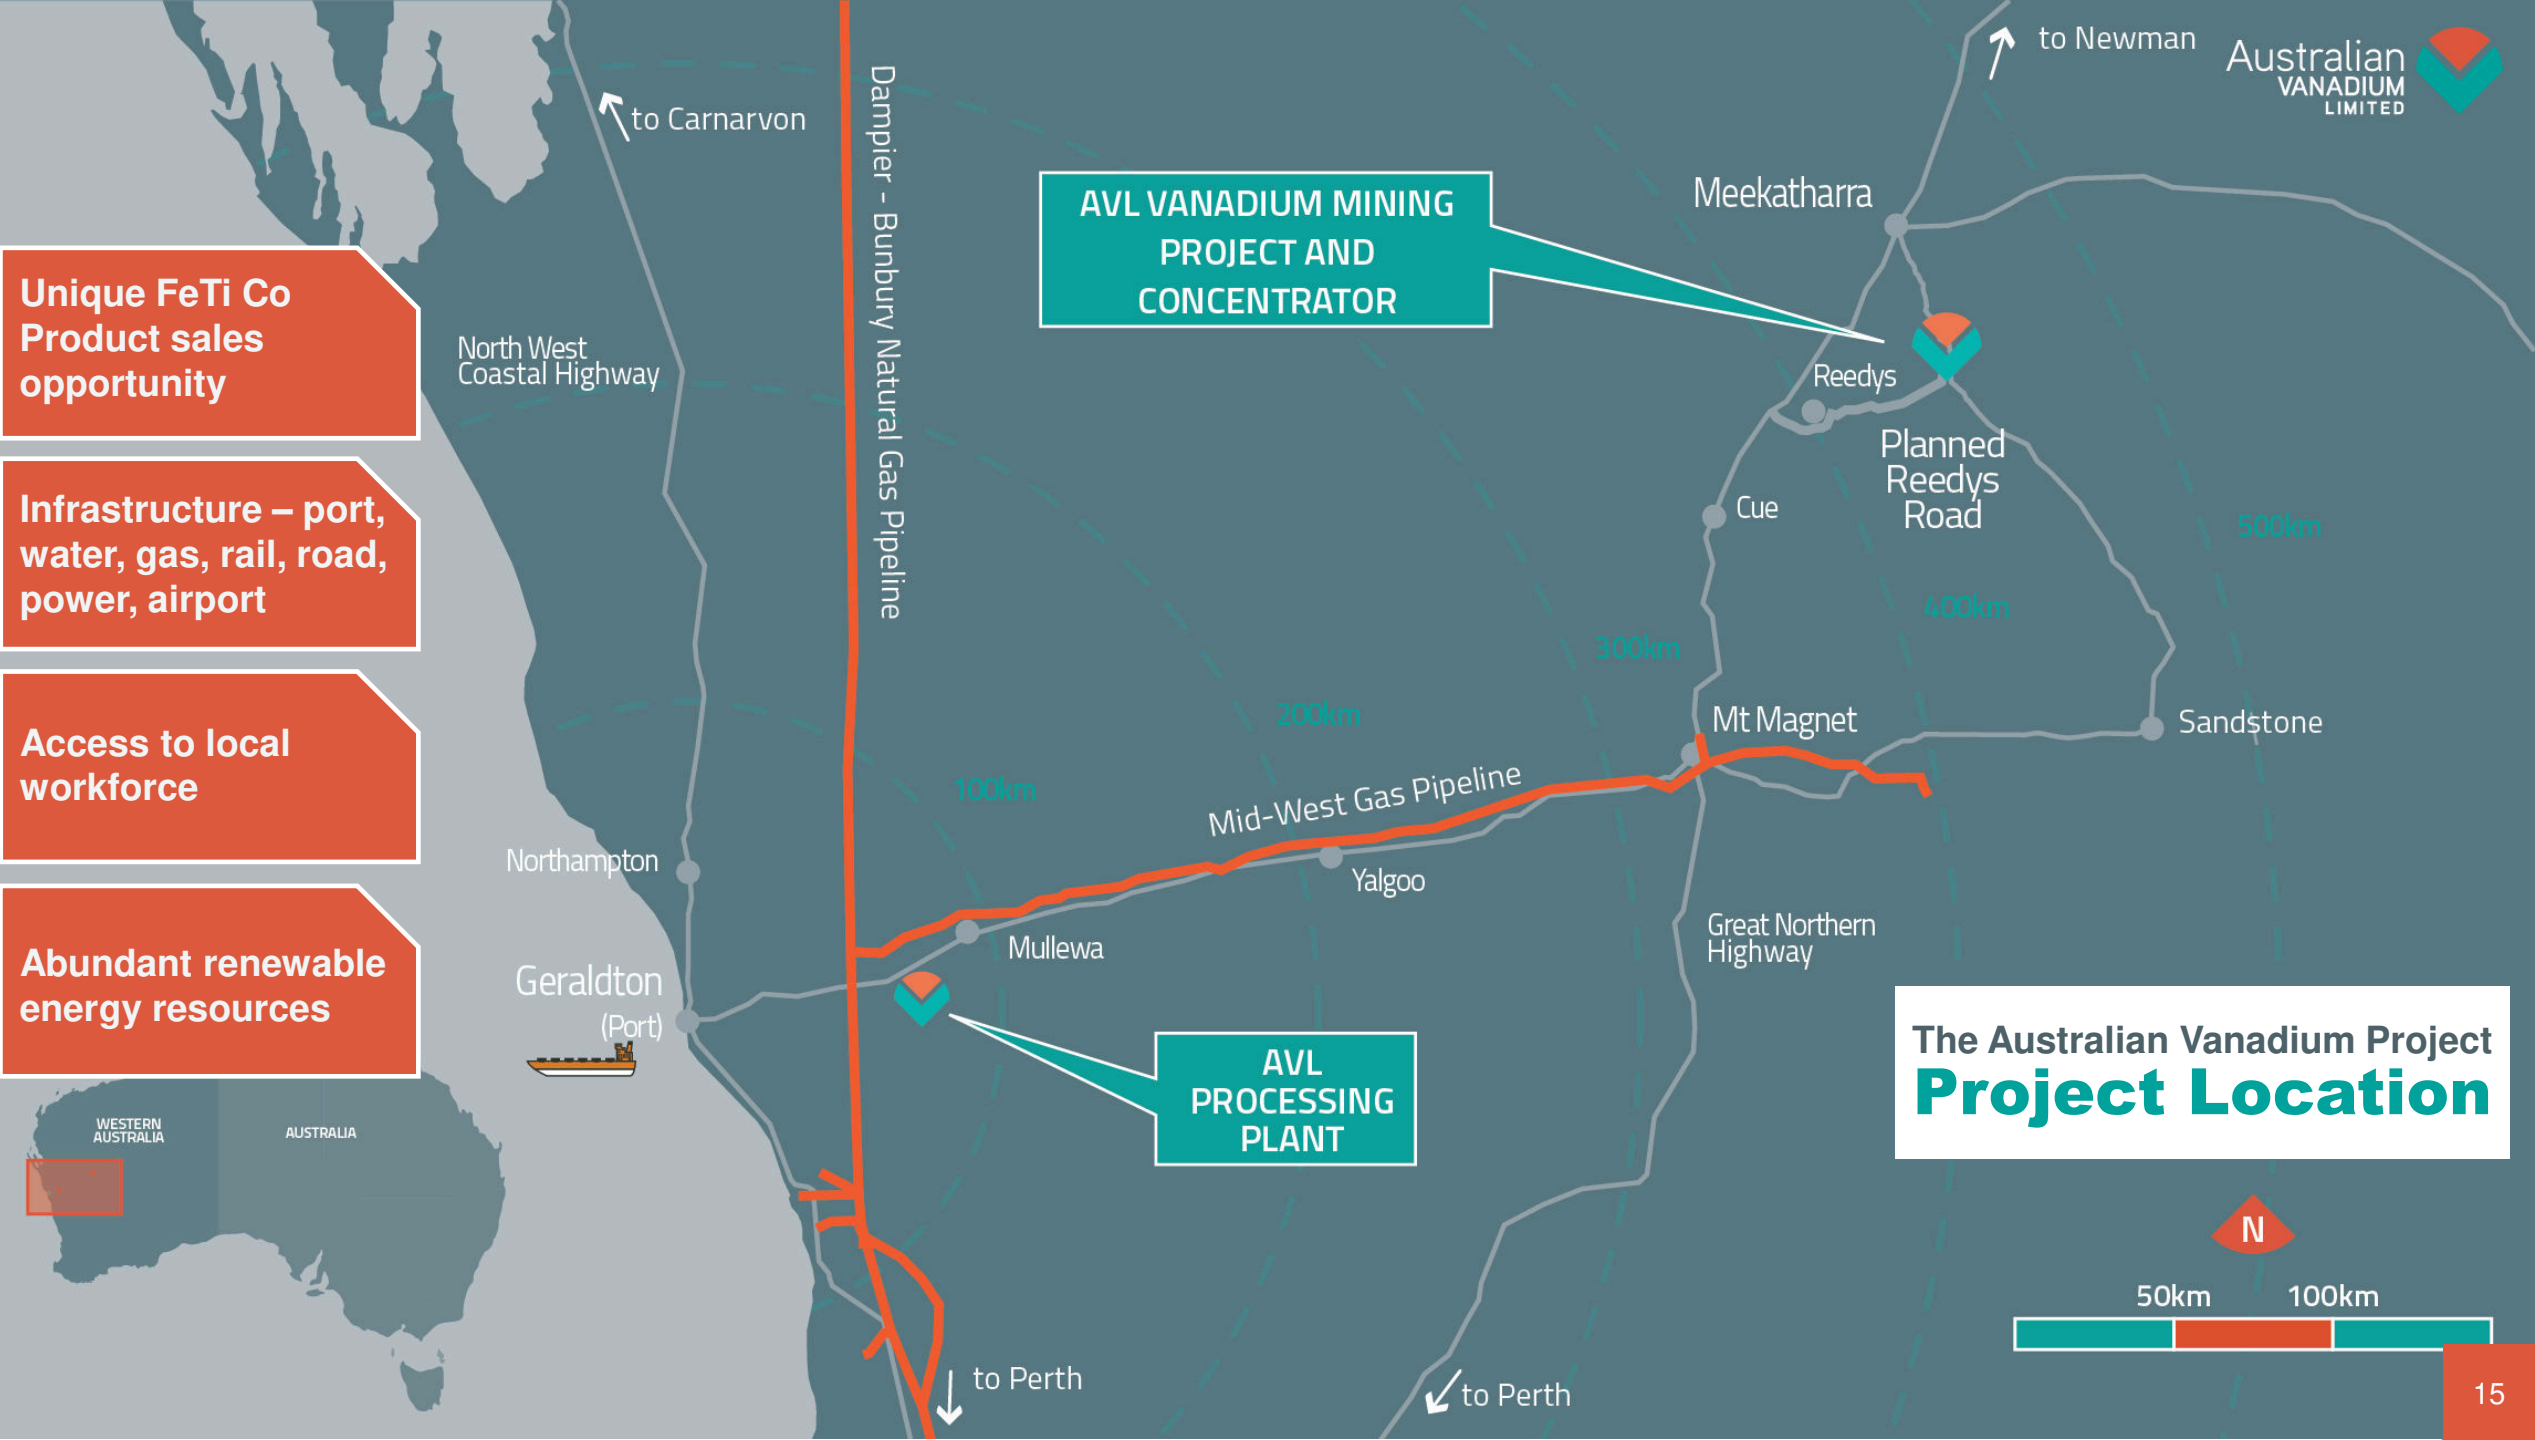 to Newman
Australian
VANADIUM
LIMITED
to Carnarvon
Dampier - Bunbury Natural Gas Pipeline
AVL VANADIUM MINING
PROJECT AND
CONCENTRATOR
Meekatharra
Unique FeTi Co
Product sales
opportunity
North West
Coastal Highway
Reedys
Planned
Reedys
Road
Infrastructure – port,
water, gas, rail, road,
power, airport
Cue
500km
400km
300km
200km
100km
Access to local
workforce
Mt Magnet
Sandstone
Mid-West Gas Pipeline
Northampton
Yalgoo
Mullewa
Great Northern
Highway
Abundant renewable
energy resources
Geraldton
(Port)
AVL
PROCESSING
PLANT
The Australian Vanadium Project
Project Location
WESTERN
AUSTRALIA
AUSTRALIA
N
50km
100km
to Perth
to Perth
15